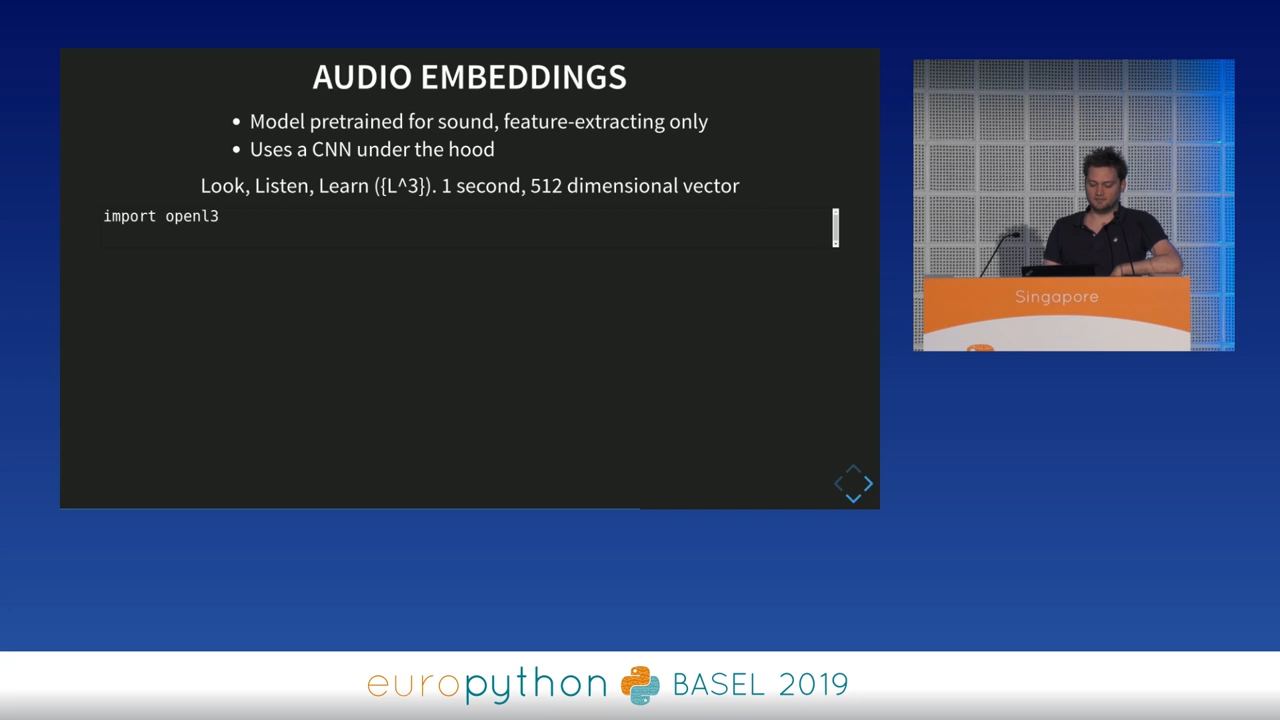 AUDIO EMBEDDINGS
• Model pretrained for sound, feature-extracting only
• Uses a CNN under the hood
Look, Listen, Learn ({L^3}). 1 second, 512 dimensional vector
import openl3
Singapore
europython BASEL 2019